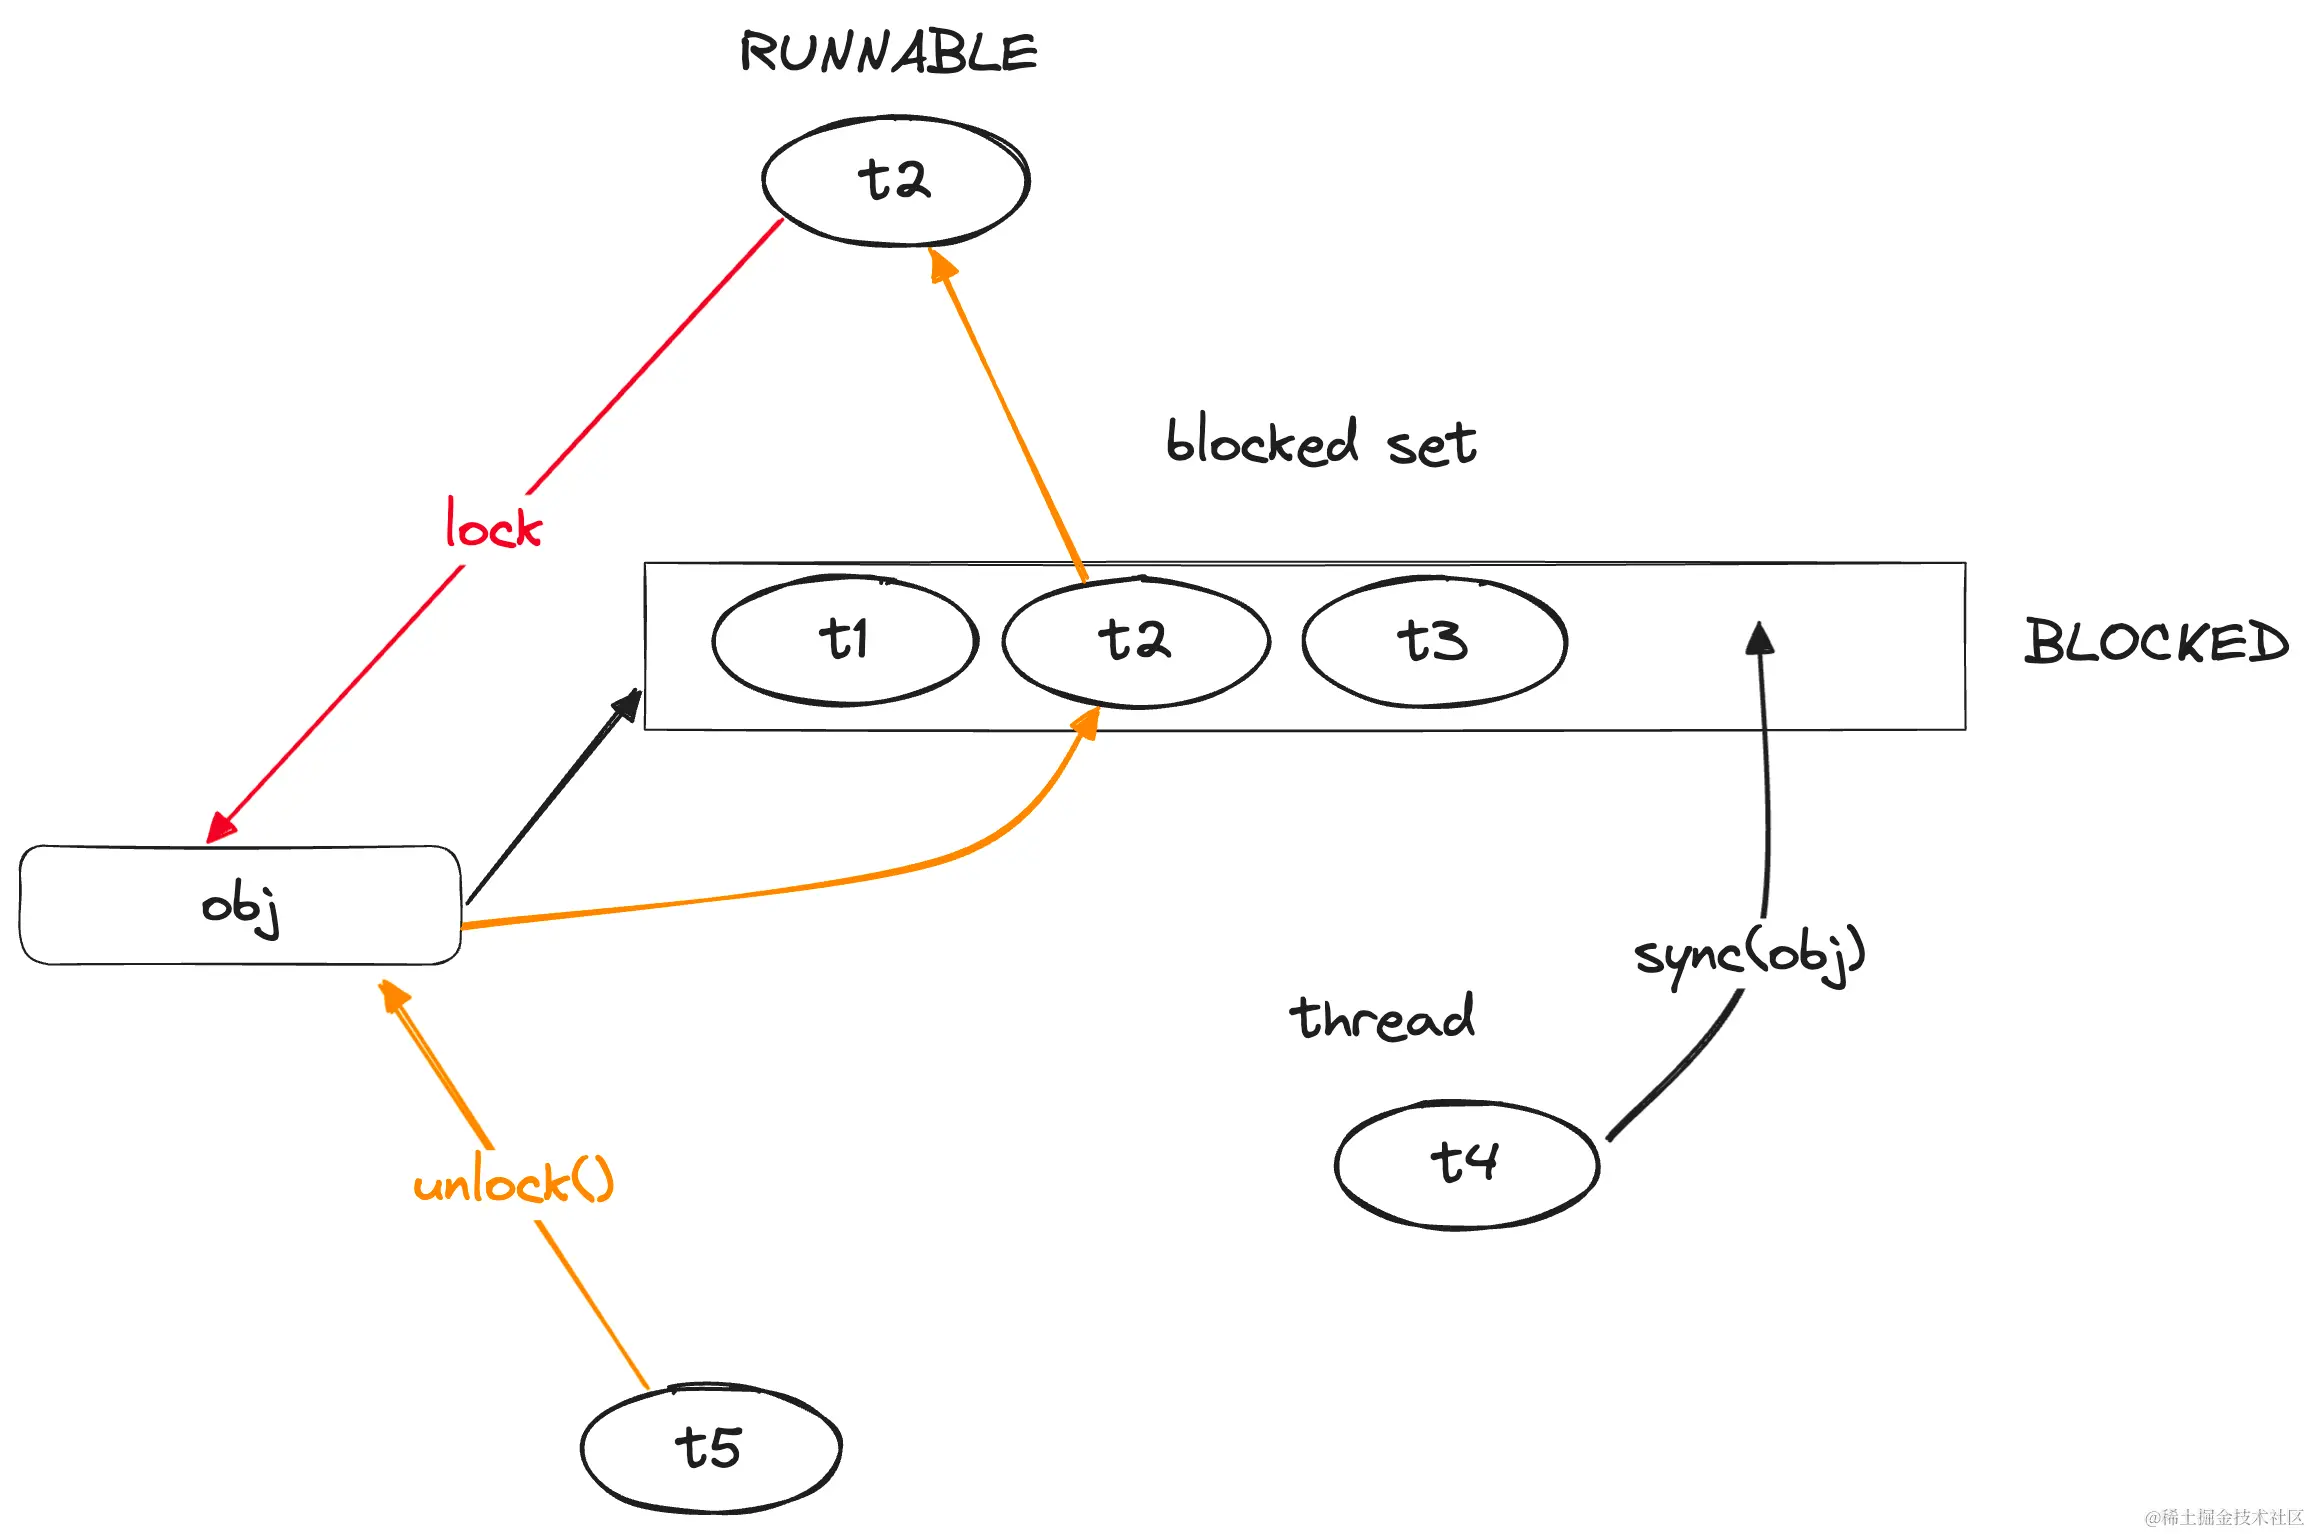 RUNNABLE
t2
blocked set
lock
t1
t2
t3
BLOCKED
obj
sync(obj)
thread
t4
unlock()
t5
@稀土掘金技术社区